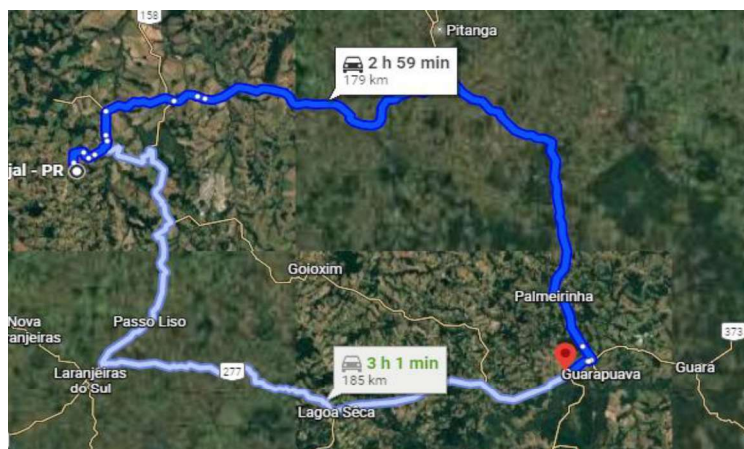 158
Pitanga
2 h 59 min
179 km
jal - PR
Goioxim
Palmeirinha
Nova
ranjeiras
Passo Liso
373
3 h 1 min
185 km
Laranjeiras
do Sul
277
Guarapuava
Guará
Lagoa Seca